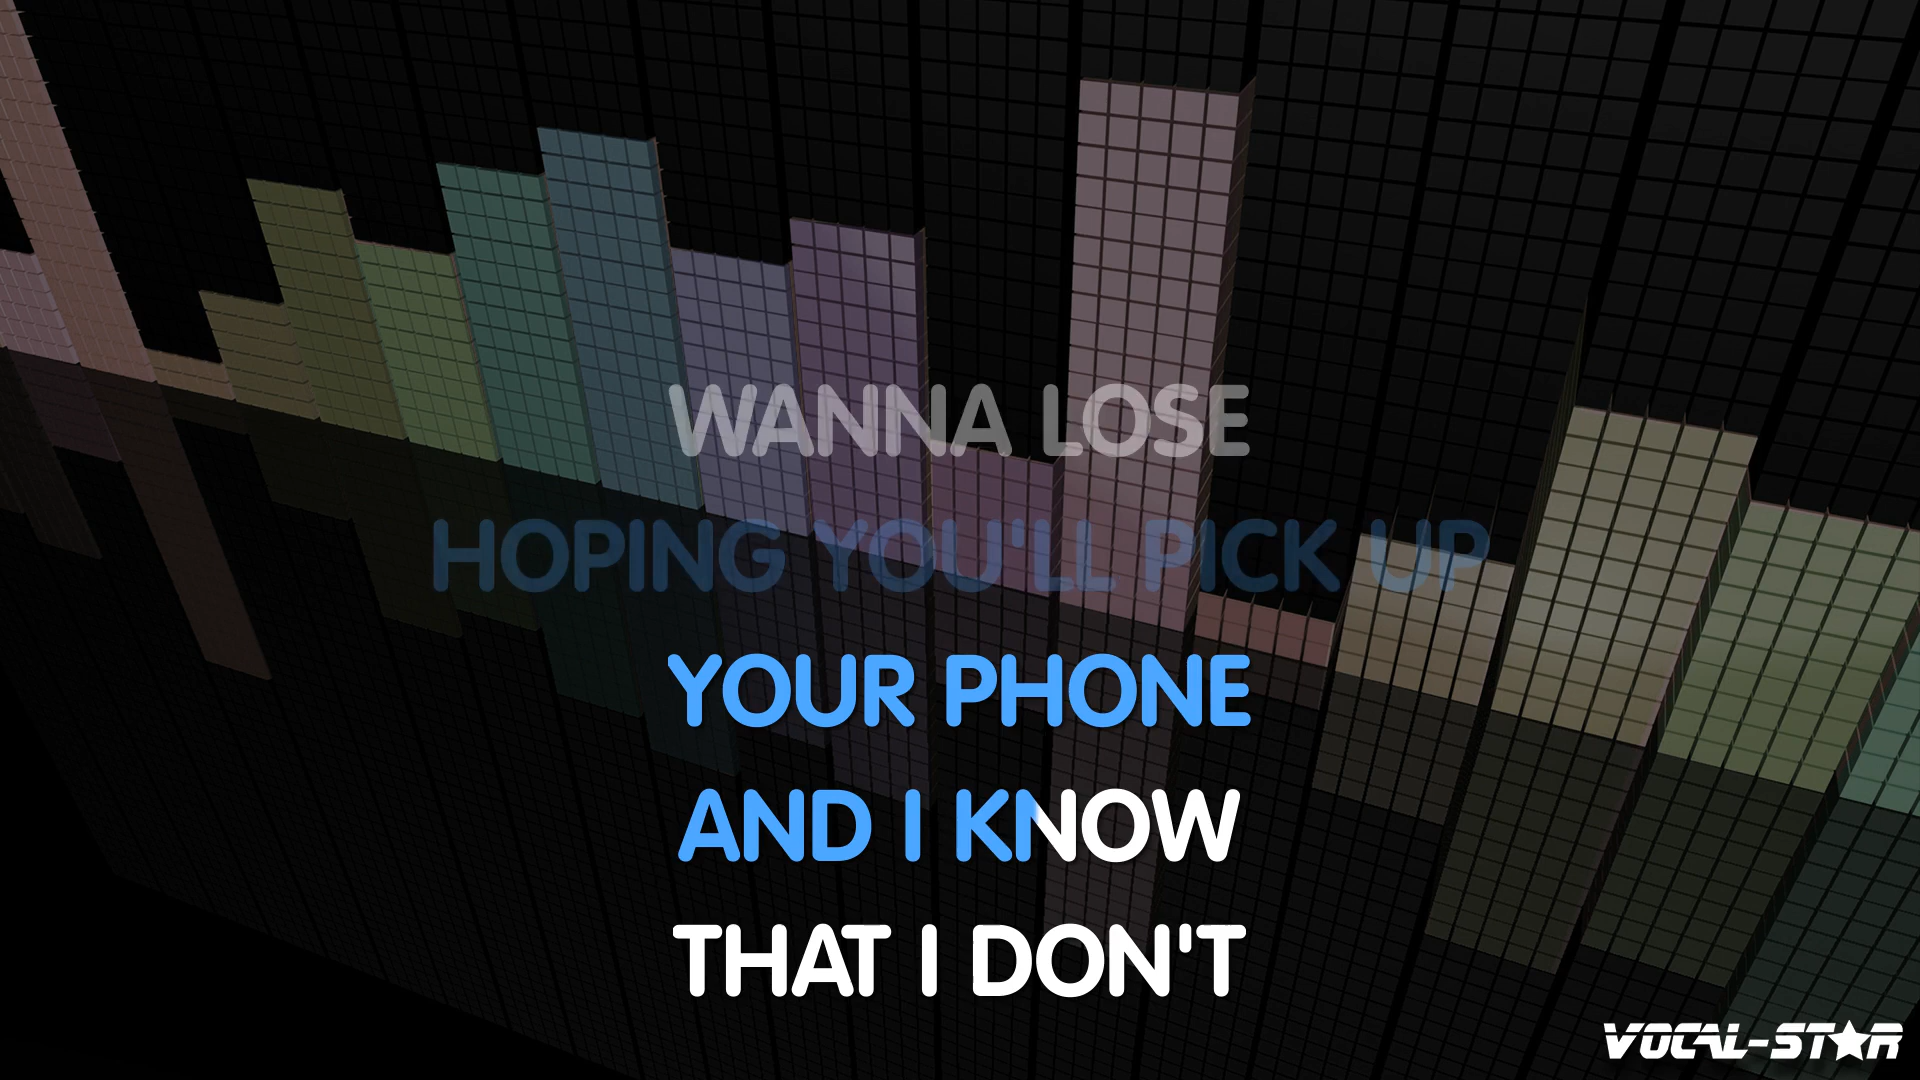 WANNA LOSE
HOPING YOU'LL PICK UP
YOUR PHONE
AND I KNOW
THAT I DON'T
VOCAL-STAR